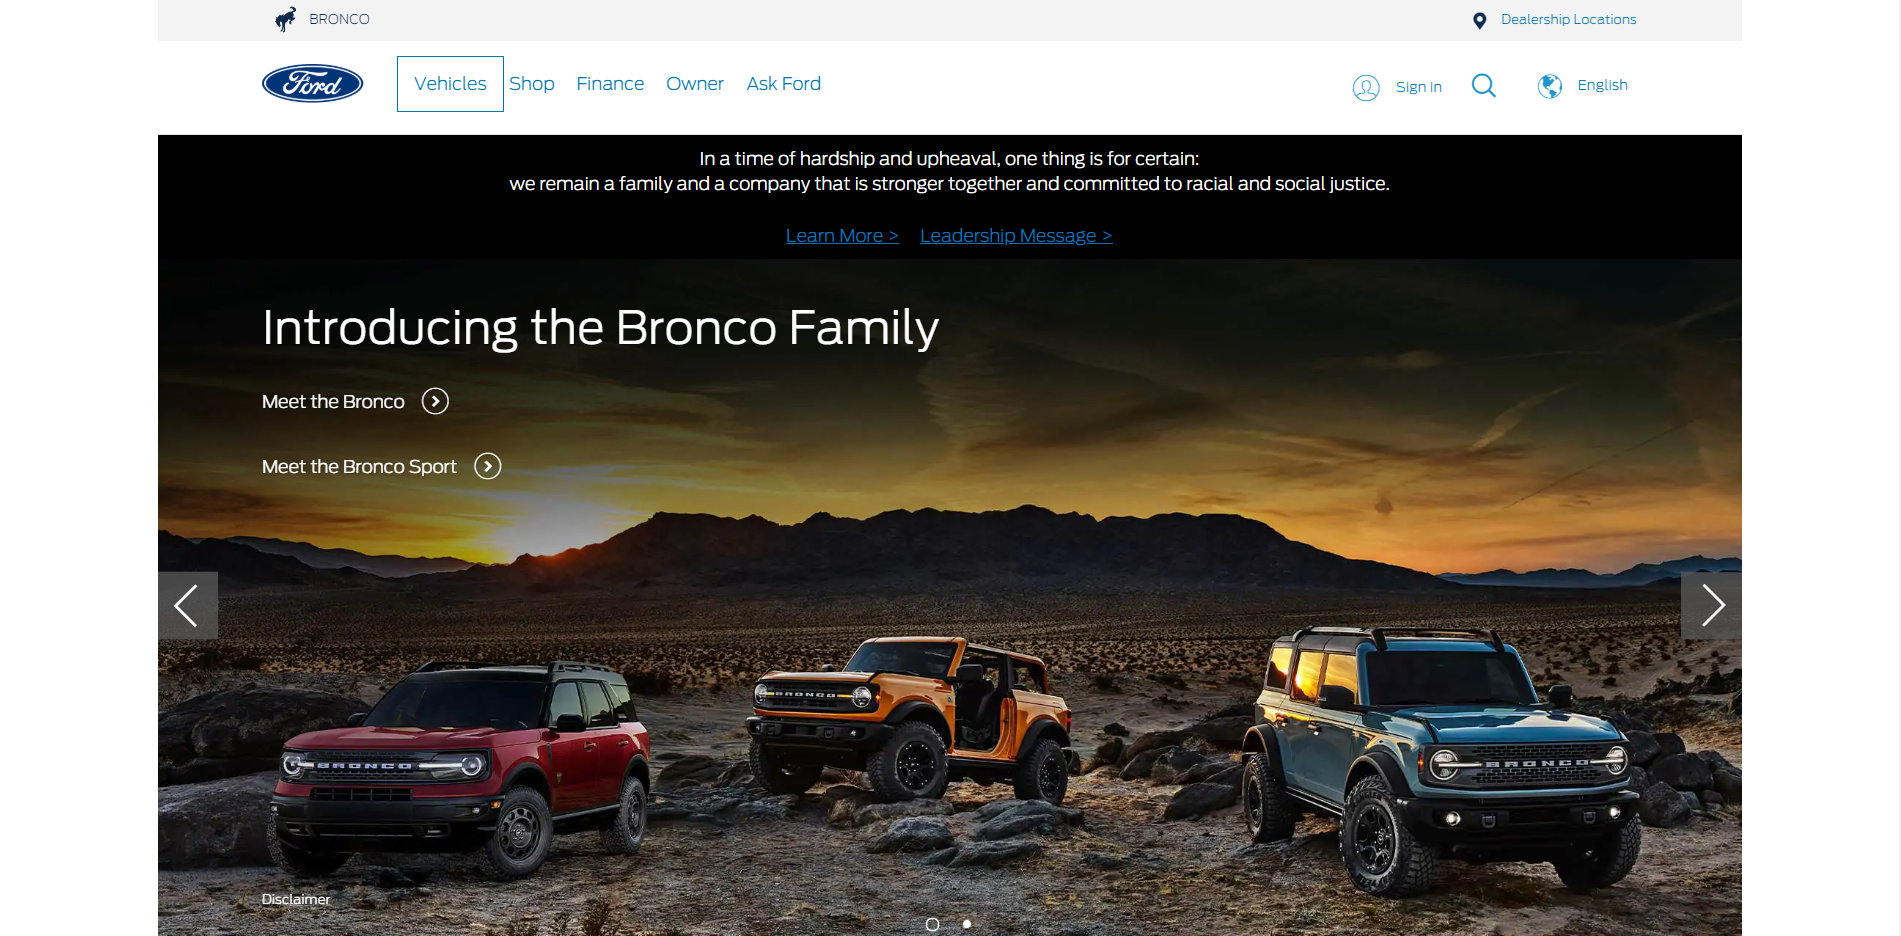 BRONCO
Dealership Locations
Ford
Vehicles
Shop
Finance
Owner
Ask Ford
Sign in
English
In a time of hardship and upheaval, one thing is for certain:
we remain a family and a company that is stronger together and committed to racial and social justice.
Learn More >
Leadership Message >
Introducing the Bronco Family
Meet the Bronco
Meet the Bronco Sport
BRONCO
BRONCO
BRONCO
Disclaimer